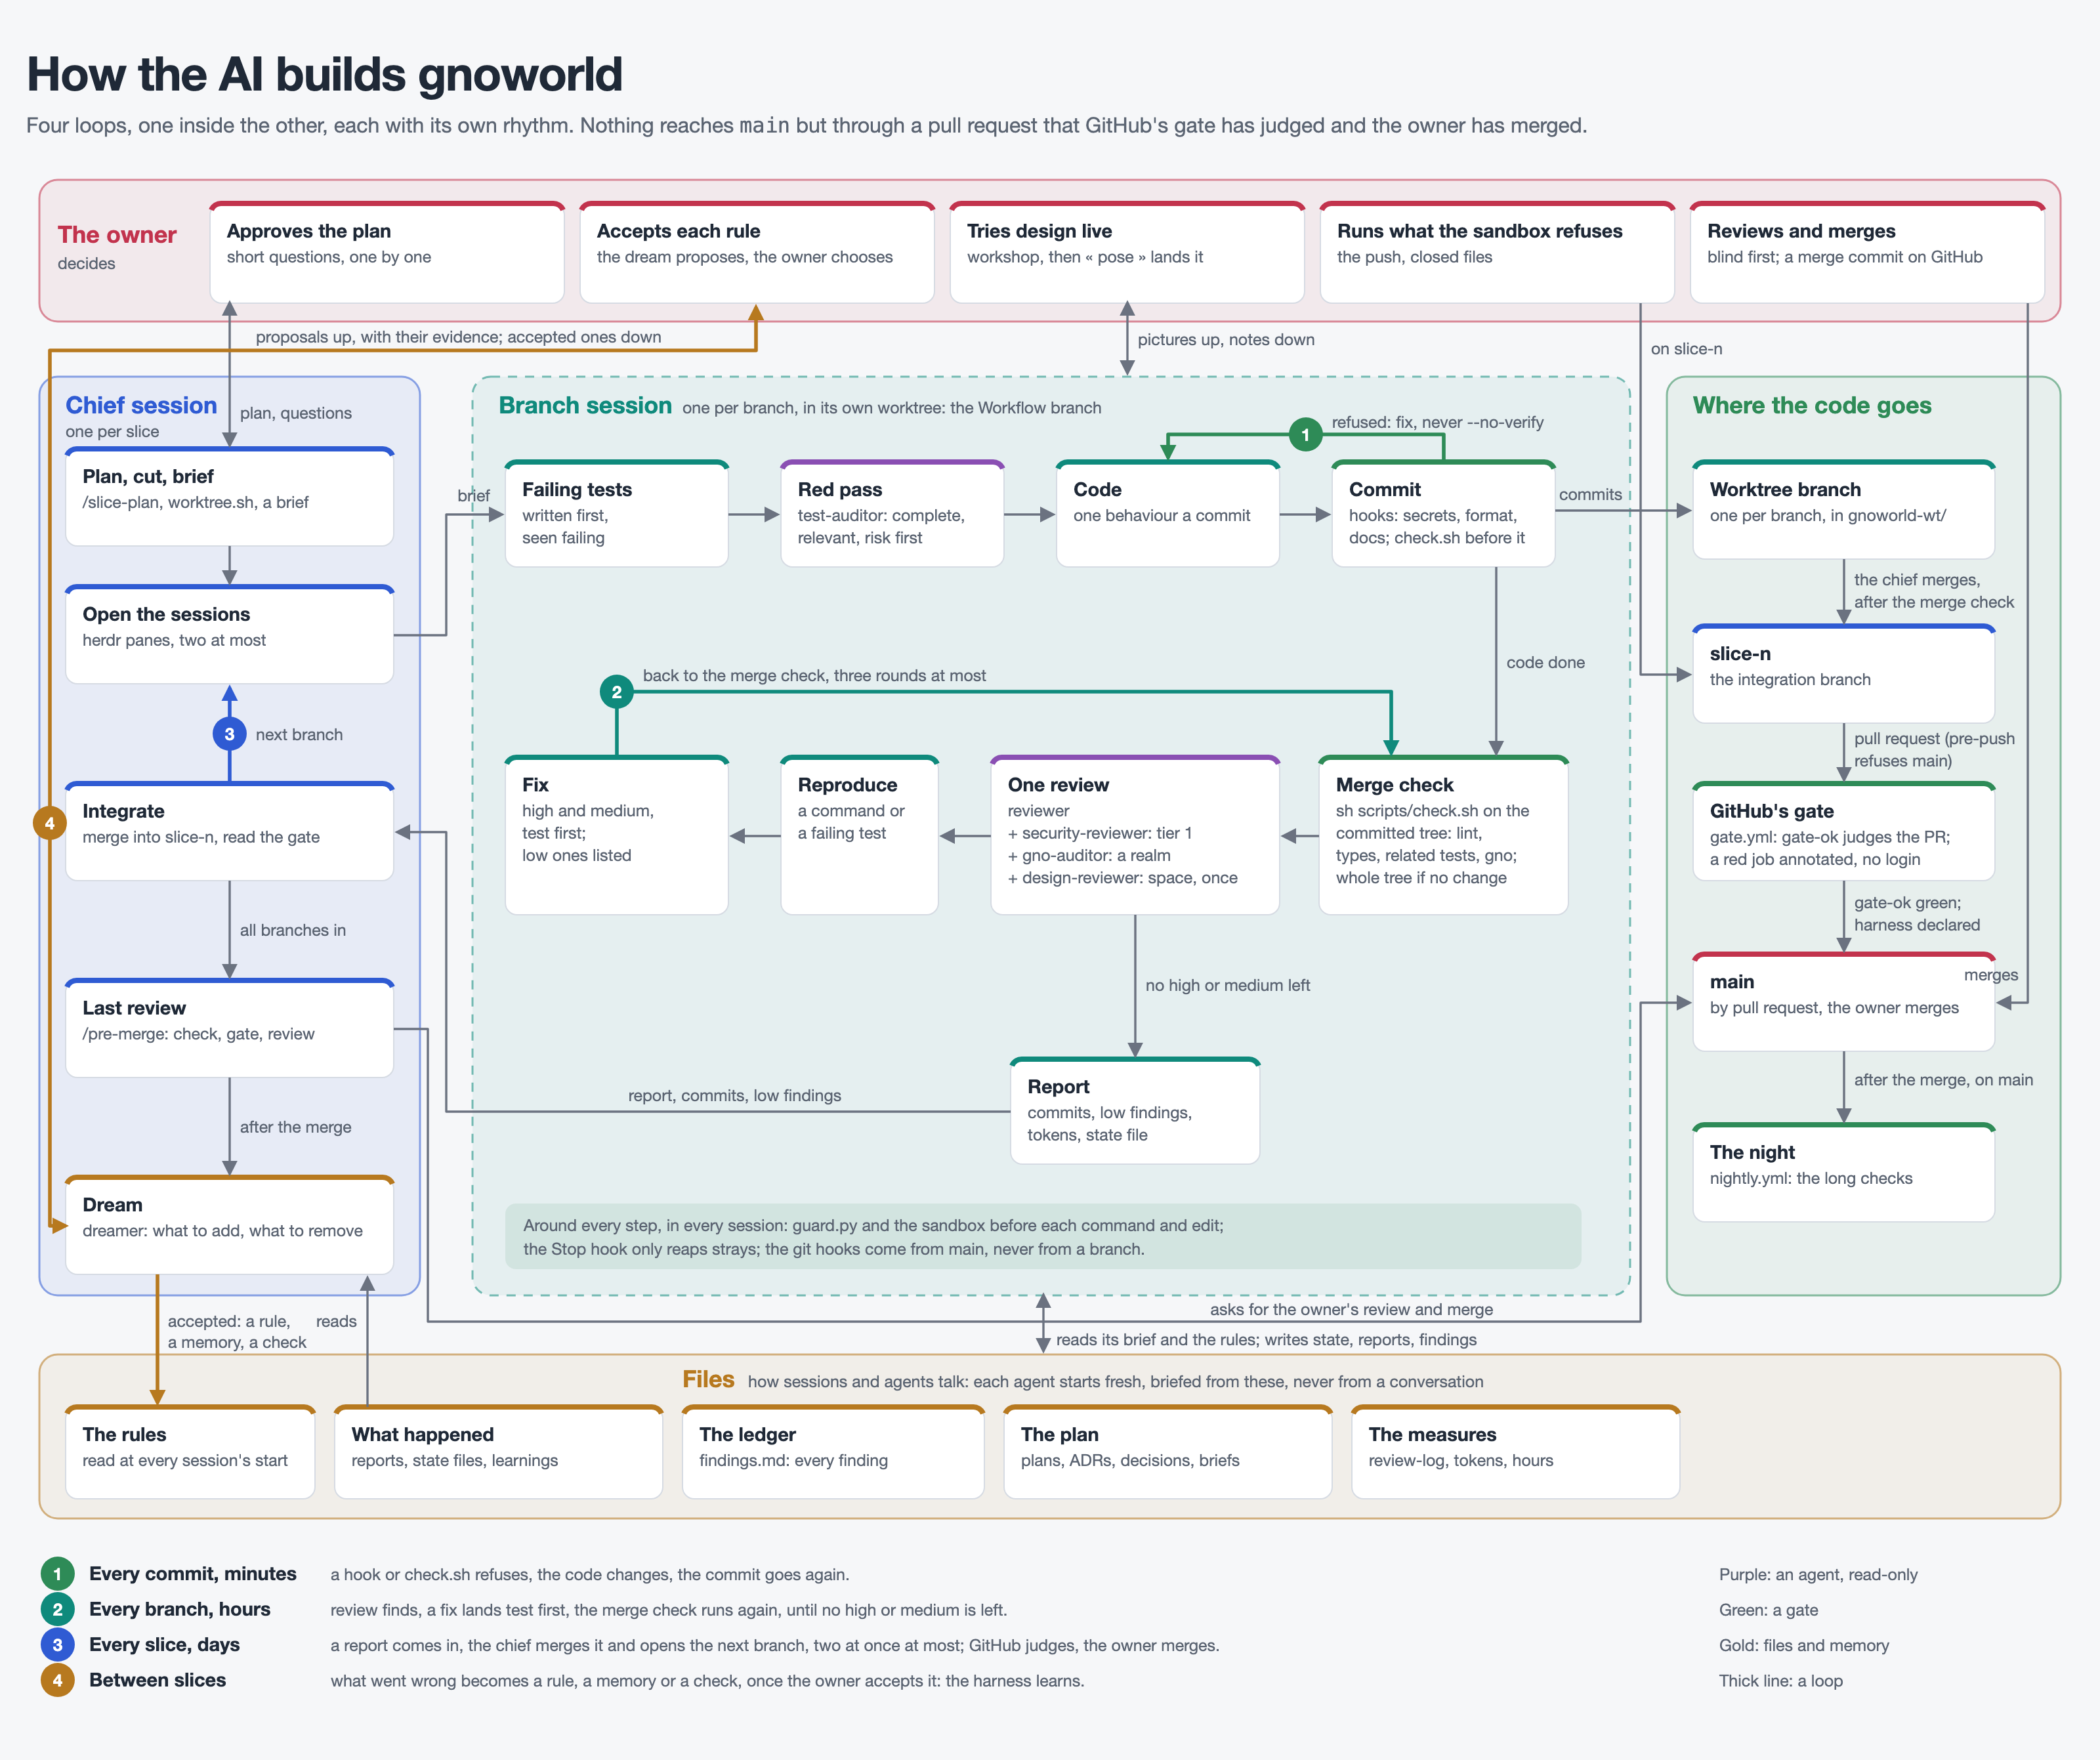 How the AI builds gnoworld
Four loops, one inside the other, each with its own rhythm. Nothing reaches main but through a pull request that GitHub's gate has judged and the owner has merged.
The owner
decides
Approves the plan
short questions, one by one
Accepts each rule
the dream proposes, the owner chooses
Tries design live
workshop, then « pose » lands it
Runs what the sandbox refuses
the push, closed files
Reviews and merges
blind first; a merge commit on GitHub
proposals up, with their evidence; accepted ones down
pictures up, notes down
on slice-n
Chief session
one per slice
plan, questions
Plan, cut, brief
/slice-plan, worktree.sh, a brief
Open the sessions
herdr panes, two at most
3
next branch
Integrate
merge into slice-n, read the gate
4
all branches in
Last review
/pre-merge: check, gate, review
after the merge
Dream
dreamer: what to add, what to remove
brief
Branch session
one per branch, in its own worktree: the Workflow branch
1
refused: fix, never --no-verify
Failing tests
written first,
seen failing
Red pass
test-auditor: complete,
relevant, risk first
Code
one behaviour a commit
Commit
hooks: secrets, format,
docs; check.sh before it
commits
code done
2
back to the merge check, three rounds at most
Fix
high and medium,
test first;
low ones listed
Reproduce
a command or
a failing test
One review
reviewer
+ security-reviewer: tier 1
+ gno-auditor: a realm
+ design-reviewer: space, once
Merge check
sh scripts/check.sh on the
committed tree: lint,
types, related tests, gno;
whole tree if no change
no high or medium left
Report
commits, low findings,
tokens, state file
report, commits, low findings
Around every step, in every session: guard.py and the sandbox before each command and edit;
the Stop hook only reaps strays; the git hooks come from main, never from a branch.
Where the code goes
Worktree branch
one per branch, in gnoworld-wt/
the chief merges,
after the merge check
slice-n
the integration branch
pull request (pre-push
refuses main)
GitHub's gate
gate.yml: gate-ok judges the PR;
a red job annotated, no login
gate-ok green;
harness declared
merges
main
by pull request, the owner merges
after the merge, on main
The night
nightly.yml: the long checks
accepted: a rule,
a memory, a check
reads
asks for the owner's review and merge
reads its brief and the rules; writes state, reports, findings
Files
how sessions and agents talk: each agent starts fresh, briefed from these, never from a conversation
The rules
read at every session's start
What happened
reports, state files, learnings
The ledger
findings.md: every finding
The plan
plans, ADRs, decisions, briefs
The measures
review-log, tokens, hours
1 Every commit, minutes a hook or check.sh refuses, the code changes, the commit goes again.
2 Every branch, hours review finds, a fix lands test first, the merge check runs again, until no high or medium is left.
3 Every slice, days a report comes in, the chief merges it and opens the next branch, two at once at most; GitHub judges, the owner merges.
4 Between slices what went wrong becomes a rule, a memory or a check, once the owner accepts it: the harness learns.
Purple: an agent, read-only
Green: a gate
Gold: files and memory
Thick line: a loop